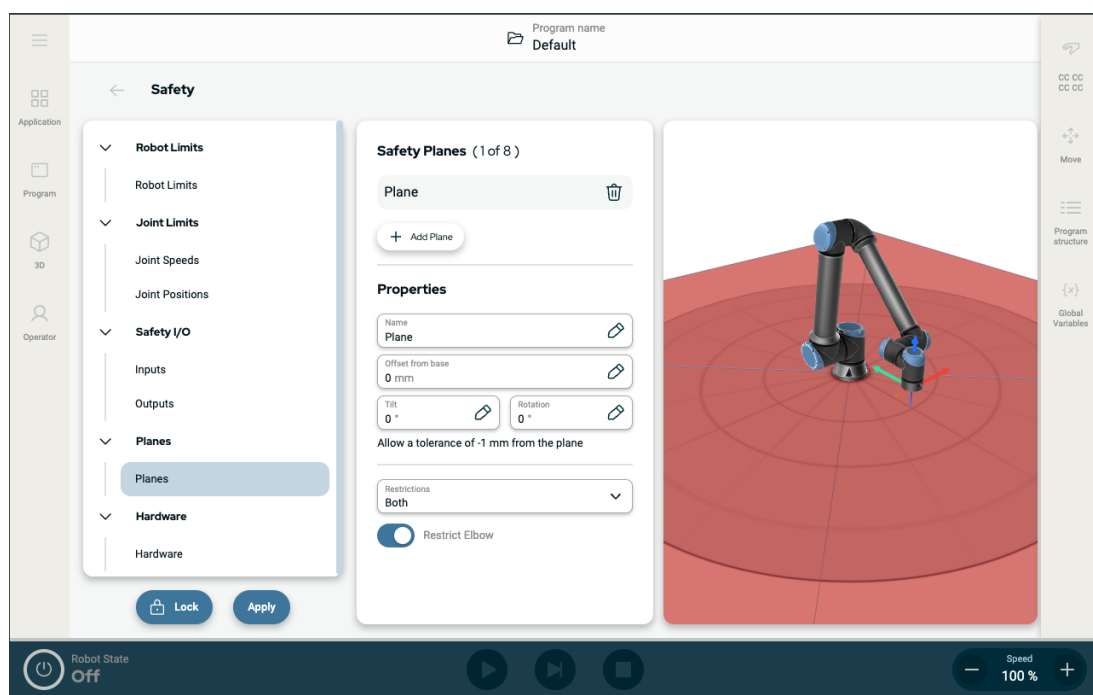 Program name
Default
Application
Program
3D
Operator
Safety
Robot Limits
Robot Limits
Joint Limits
Joint Speeds
Joint Positions
Safety I/O
Inputs
Outputs
Planes
Planes
Hardware
Hardware
Lock
Apply
Safety Planes (1 of 8)
Plane
+ Add Plane
Properties
Name
Plane
Offset from base
0 mm
Tilt
0 °
Rotation
0 °
Allow a tolerance of -1 mm from the plane
Restrictions
Both
Restrict Elbow
CC CC
CC CC
Move
Program
structure
{x}
Global
Variables
Robot State
Off
Speed
100 %